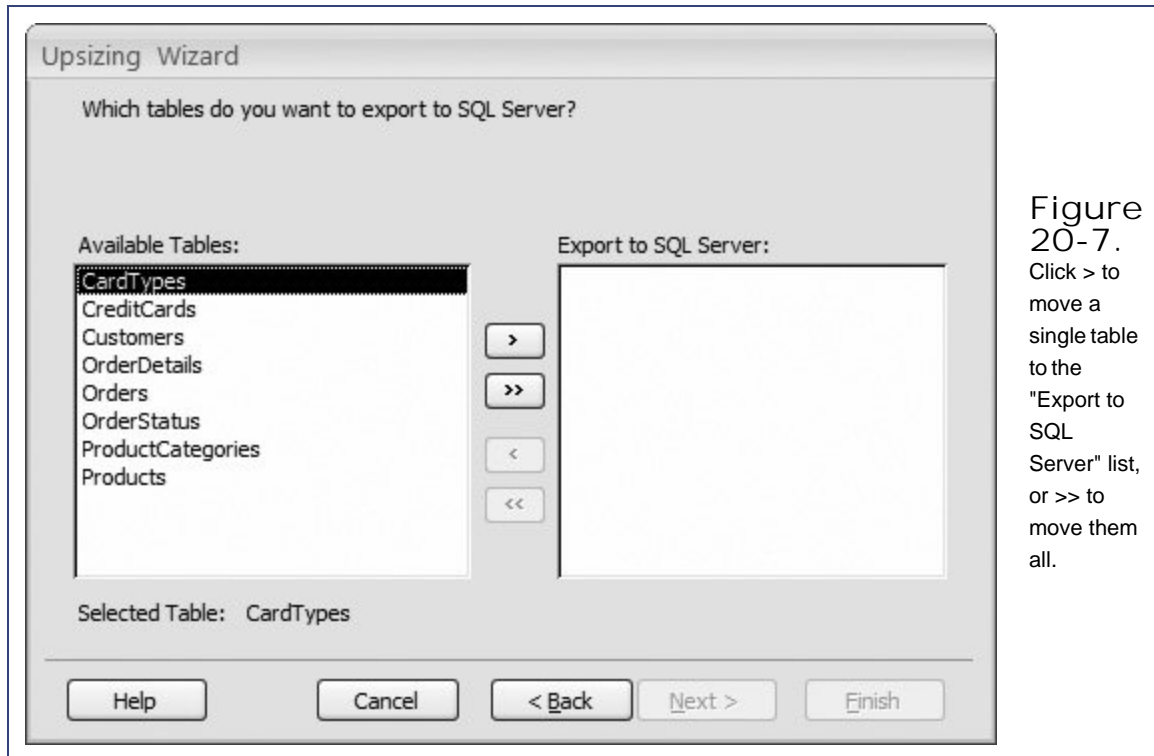 Upsizing Wizard
Which tables do you want to export to SQL Server?
Available Tables:
CardTypes
CreditCards
Customers
OrderDetails
Orders
OrderStatus
ProductCategories
Products
>
>>
<
<<
Export to SQL Server:
Selected Table: CardTypes
Help
Cancel
< Back
Next >
Finish
Figure
20-7.
Click > to
move a
single table
to the
"Export to
SQL
Server" list,
or >> to
move them
all.